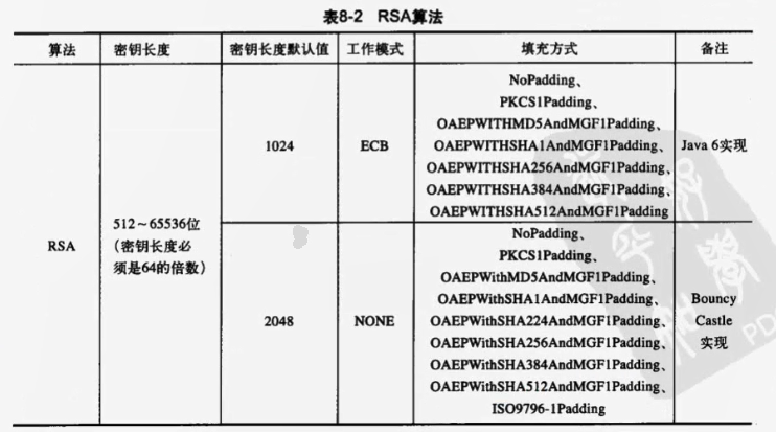 表8-2 RSA算法
算法 密钥长度 密钥长度默认值 工作模式 填充方式 备注
RSA
512～65536位
(密钥长度必
须是64的倍数)
1024
ECB
NoPadding、
PKCS1Padding、
OAEPWITHMD5AndMGF1Padding、
OAEPWITHSHA1AndMGF1Padding、
OAEPWITHSHA256AndMGF1Padding、
OAEPWITHSHA384AndMGF1Padding、
OAEPWITHSHA512AndMGF1Padding
Java 6实现
2048
NONE
NoPadding、
PKCS1Padding、
OAEPWithMD5AndMGF1Padding、
OAEPWithSHA1AndMGF1Padding、
OAEPWithSHA224AndMGF1Padding、
OAEPWithSHA256AndMGF1Padding、
OAEPWithSHA384AndMGF1Padding、
OAEPWithSHA512AndMGF1Padding、
ISO9796-1Padding
Bouncy
Castle
实现
PD